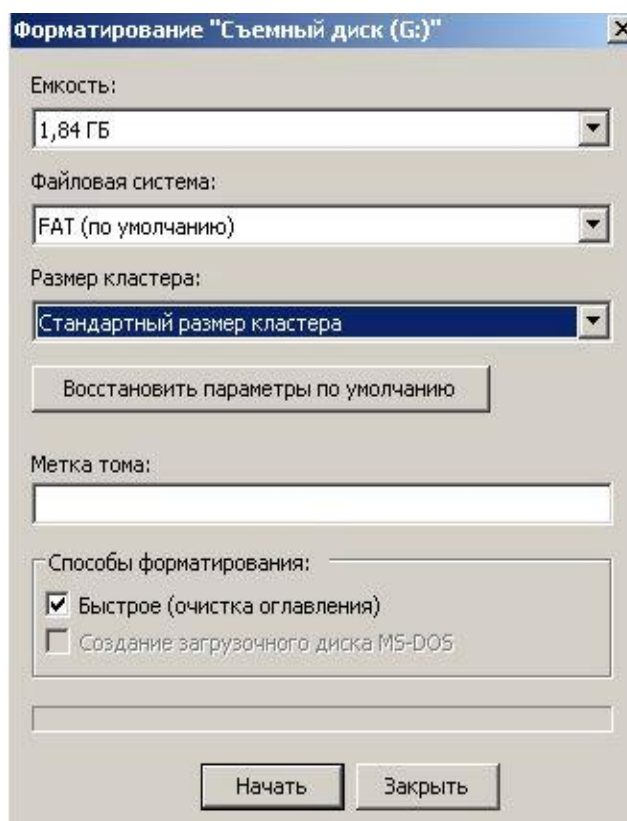 Форматирование "Съемный диск (G:)"
Емкость:
1,84 ГБ
Файловая система:
FAT (по умолчанию)
Размер кластера:
Стандартный размер кластера
Восстановить параметры по умолчанию
Метка тома:
Способы форматирования:
Быстрое (очистка оглавления)
Создание загрузочного диска MS-DOS
Начать Закрыть